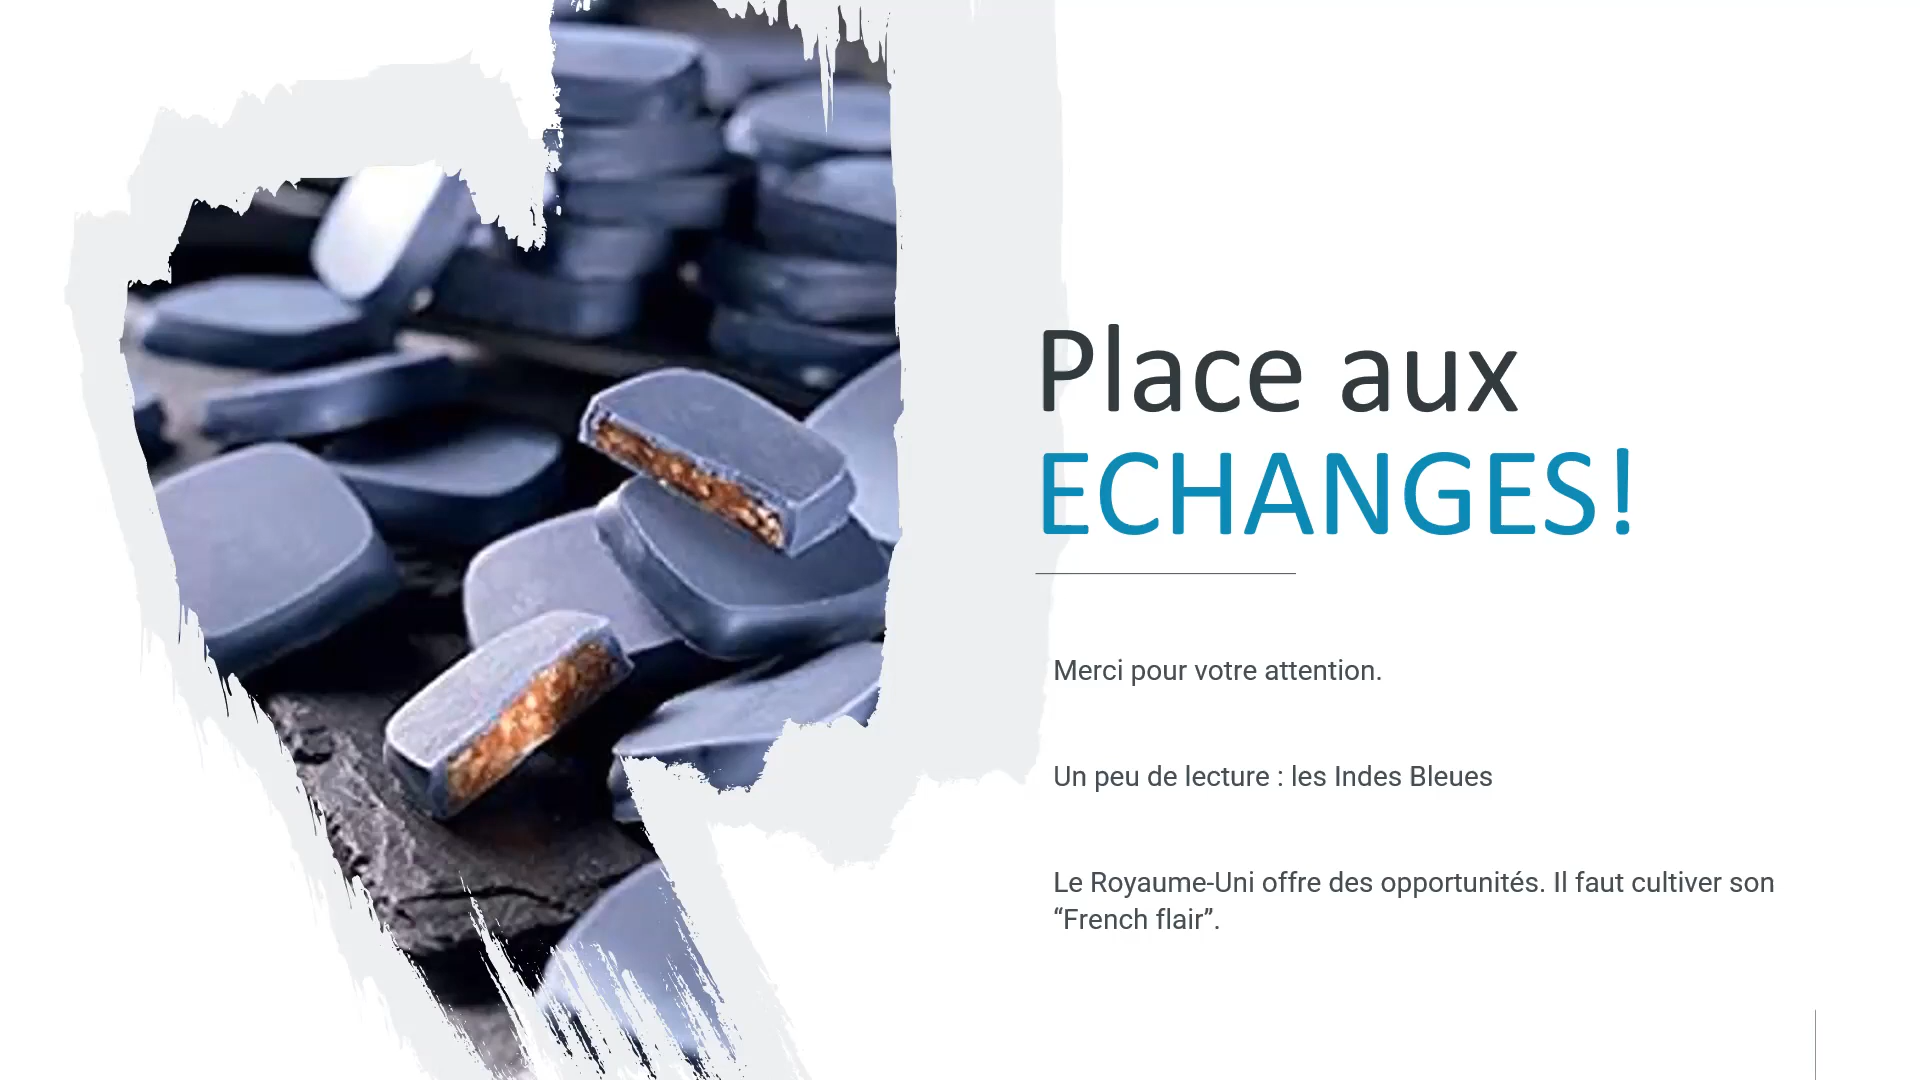 Place aux
ECHANGES!
Merci pour votre attention.
Un peu de lecture : les Indes Bleues
Le Royaume-Uni offre des opportunités. Il faut cultiver son
“French flair”.